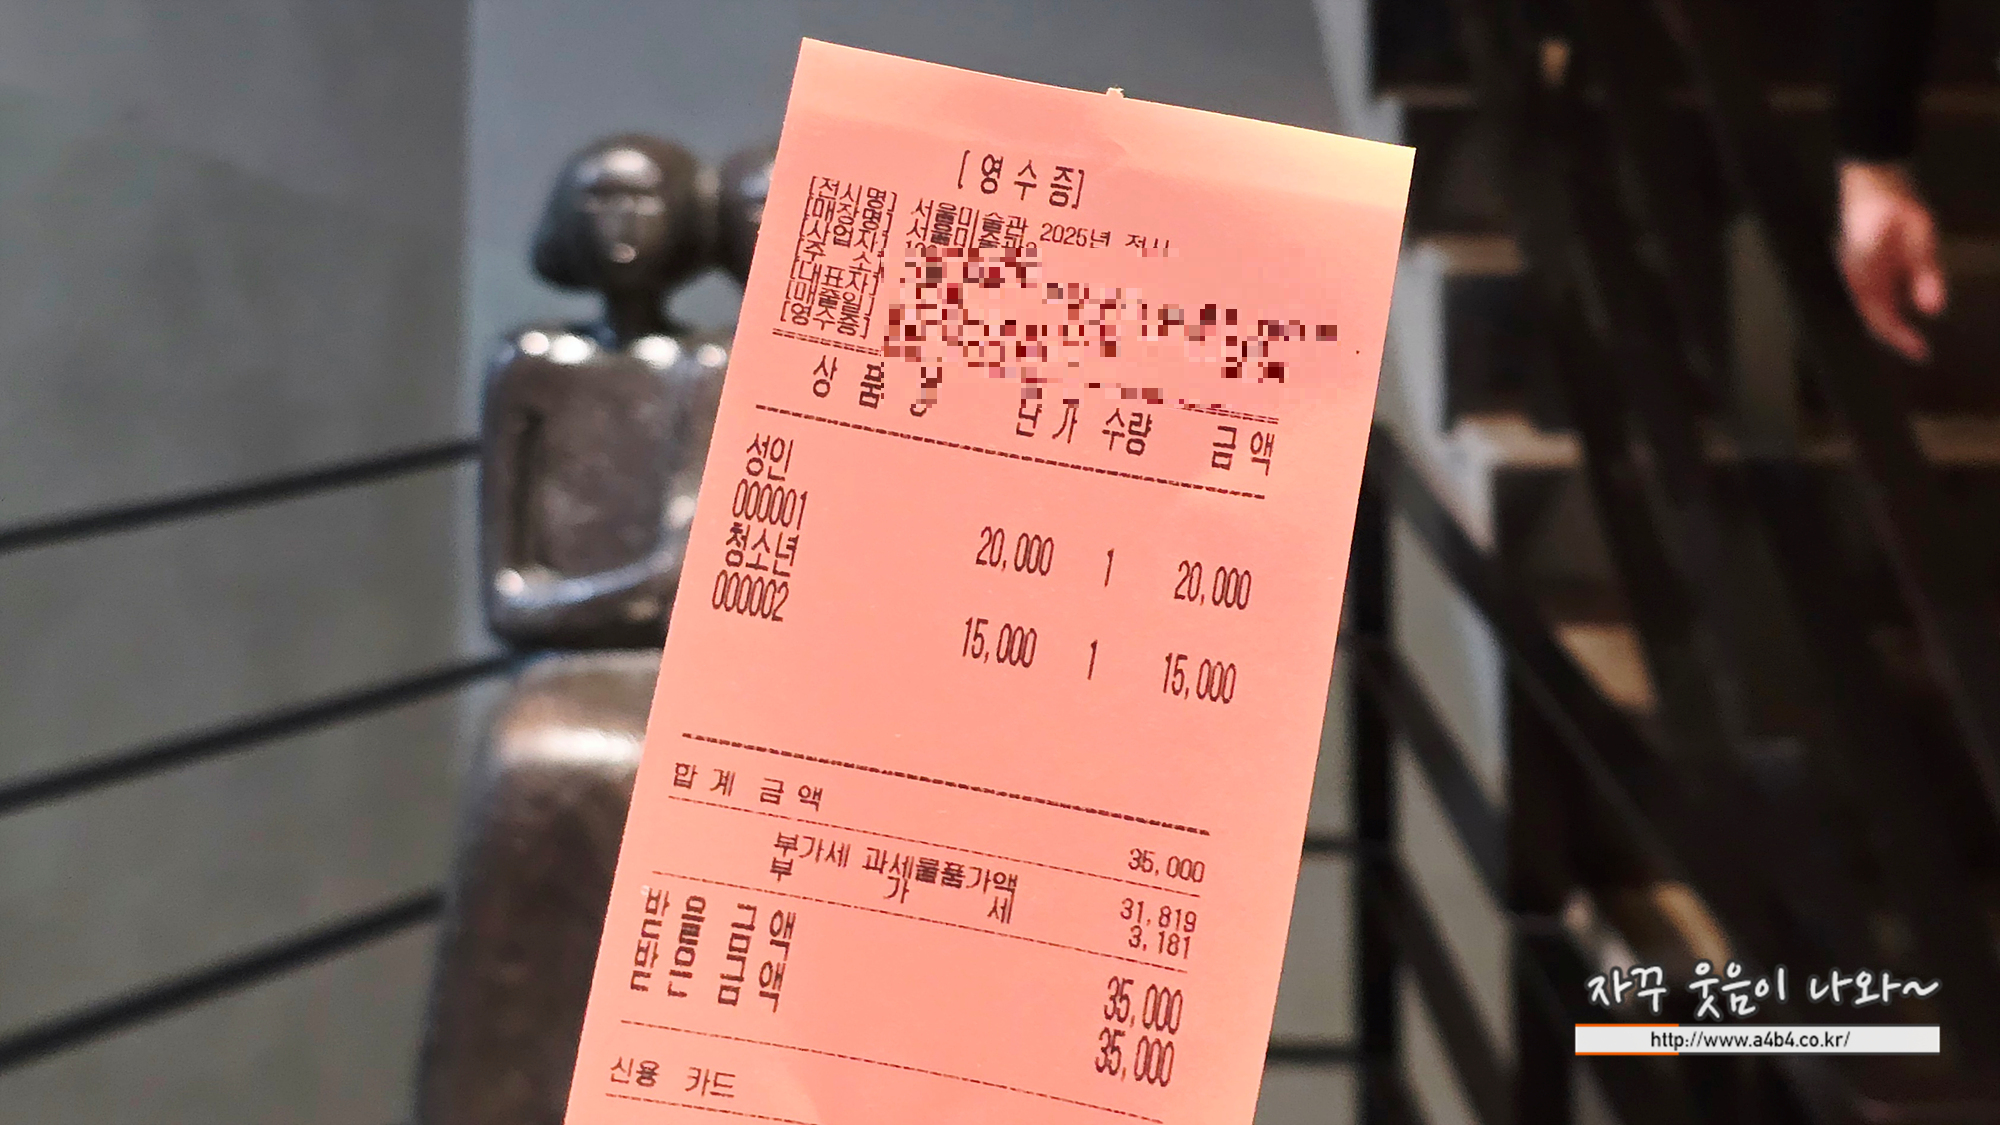 [영 수 증]
[전시명] 서울미술관 2025년 전시
[매장명] 서울미술관
[사업자]
[주 소]
[대표자]
[매출일]
[영수증]
상 품 명 단 가 수량 금 액
성인
000001
20,000 1 20,000
청소년
000002
15,000 1 15,000
합 계 금 액 35,000
부가세 과세물품가액 31,819
부 가 세 3,181
받 을 금 액 35,000
받 은 금 액 35,000
신용 카드
자꾸 웃음이 나와~
http://www.a4b4.co.kr/